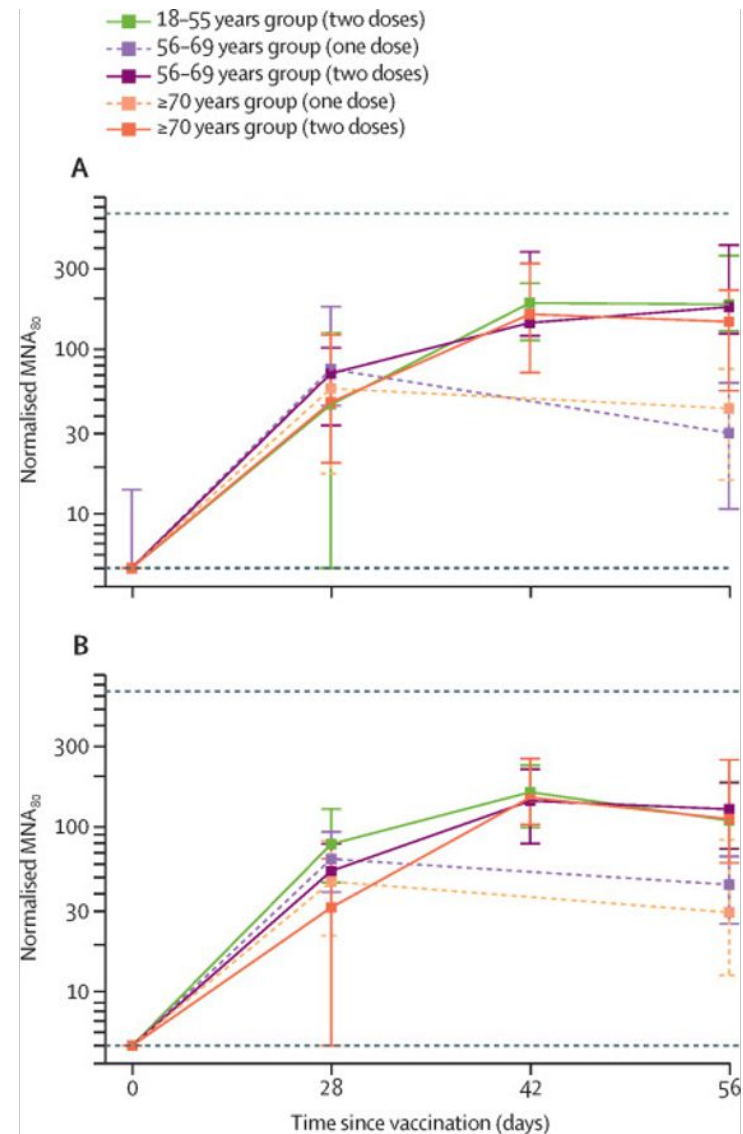 18–55 years group (two doses)
56–69 years group (one dose)
56–69 years group (two doses)
≥70 years group (one dose)
≥70 years group (two doses)
A
Normalised MNA₈₀
300
100
30
10
B
Normalised MNA₈₀
300
100
30
10
0 28 42 56
Time since vaccination (days)